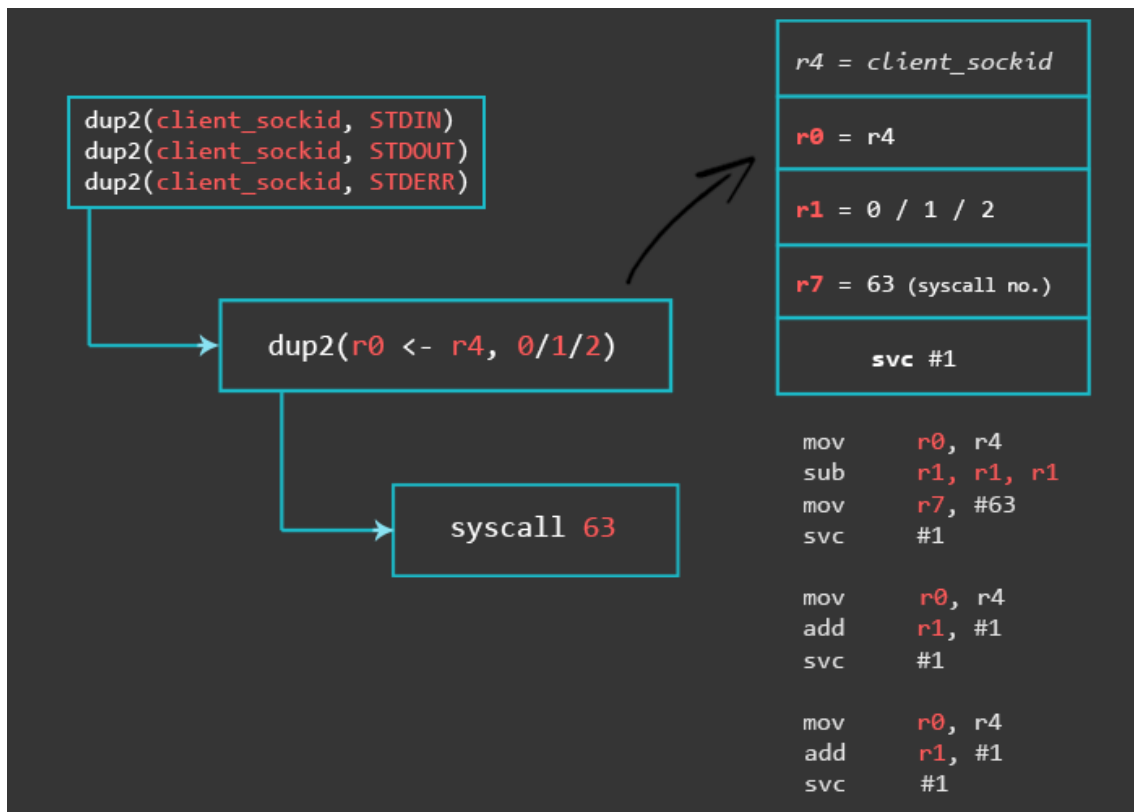 dup2(client_sockid, STDIN)
dup2(client_sockid, STDOUT)
dup2(client_sockid, STDERR)
dup2(r0 <- r4, 0/1/2)
syscall 63
r4 = client_sockid
r0 = r4
r1 = 0 / 1 / 2
r7 = 63 (syscall no.)
svc #1
mov r0, r4
sub r1, r1, r1
mov r7, #63
svc #1
mov r0, r4
add r1, #1
svc #1
mov r0, r4
add r1, #1
svc #1